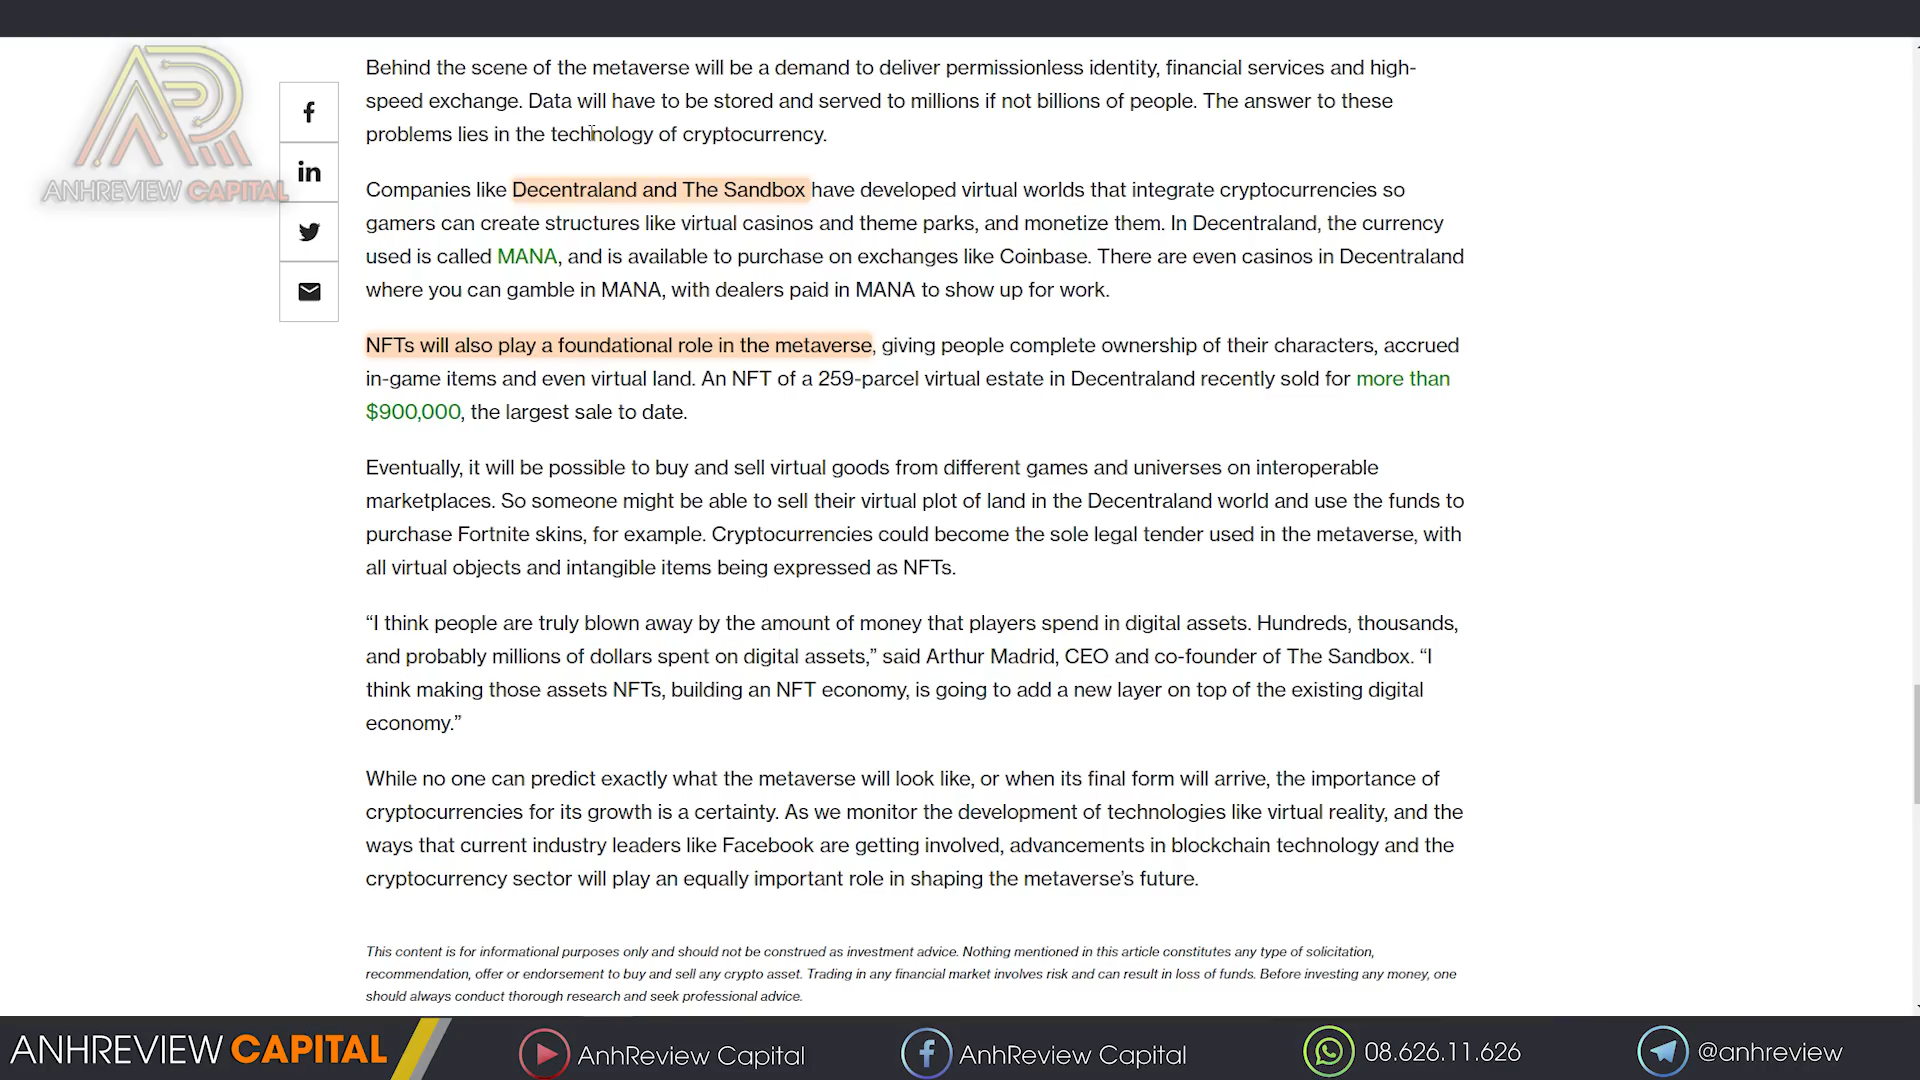 ANHREVIEW CAPITAL
Behind the scene of the metaverse will be a demand to deliver permissionless identity, financial services and high-
speed exchange. Data will have to be stored and served to millions if not billions of people. The answer to these
problems lies in the technology of cryptocurrency.
Companies like Decentraland and The Sandbox have developed virtual worlds that integrate cryptocurrencies so
gamers can create structures like virtual casinos and theme parks, and monetize them. In Decentraland, the currency
used is called MANA, and is available to purchase on exchanges like Coinbase. There are even casinos in Decentraland
where you can gamble in MANA, with dealers paid in MANA to show up for work.
NFTs will also play a foundational role in the metaverse, giving people complete ownership of their characters, accrued
in-game items and even virtual land. An NFT of a 259-parcel virtual estate in Decentraland recently sold for more than
$900,000, the largest sale to date.
Eventually, it will be possible to buy and sell virtual goods from different games and universes on interoperable
marketplaces. So someone might be able to sell their virtual plot of land in the Decentraland world and use the funds to
purchase Fortnite skins, for example. Cryptocurrencies could become the sole legal tender used in the metaverse, with
all virtual objects and intangible items being expressed as NFTs.
“I think people are truly blown away by the amount of money that players spend in digital assets. Hundreds, thousands,
and probably millions of dollars spent on digital assets,” said Arthur Madrid, CEO and co-founder of The Sandbox. “I
think making those assets NFTs, building an NFT economy, is going to add a new layer on top of the existing digital
economy.”
While no one can predict exactly what the metaverse will look like, or when its final form will arrive, the importance of
cryptocurrencies for its growth is a certainty. As we monitor the development of technologies like virtual reality, and the
ways that current industry leaders like Facebook are getting involved, advancements in blockchain technology and the
cryptocurrency sector will play an equally important role in shaping the metaverse’s future.
This content is for informational purposes only and should not be construed as investment advice. Nothing mentioned in this article constitutes any type of solicitation,
recommendation, offer or endorsement to buy and sell any crypto asset. Trading in any financial market involves risk and can result in loss of funds. Before investing any money, one
should always conduct thorough research and seek professional advice.
ANHREVIEW CAPITAL AnhReview Capital AnhReview Capital 08.626.11.626 @anhreview